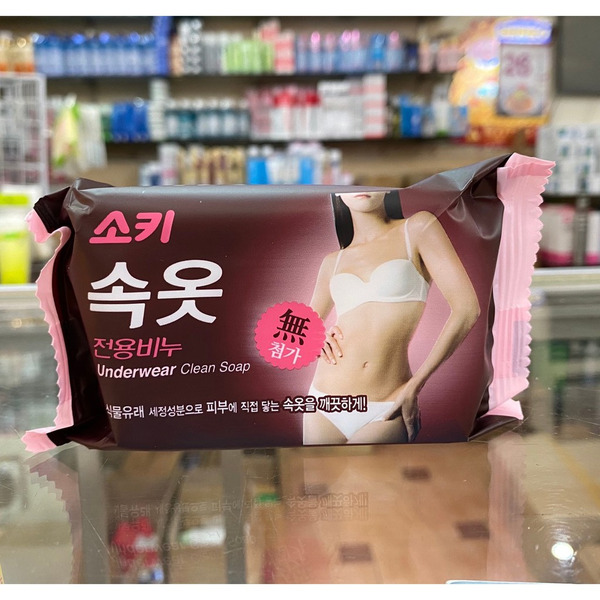 소키
속옷
전용비누
Underwear Clean Soap
無
첨가
식물유래 세정성분으로 피부에 직접 닿는 속옷을 깨끗하게!
26